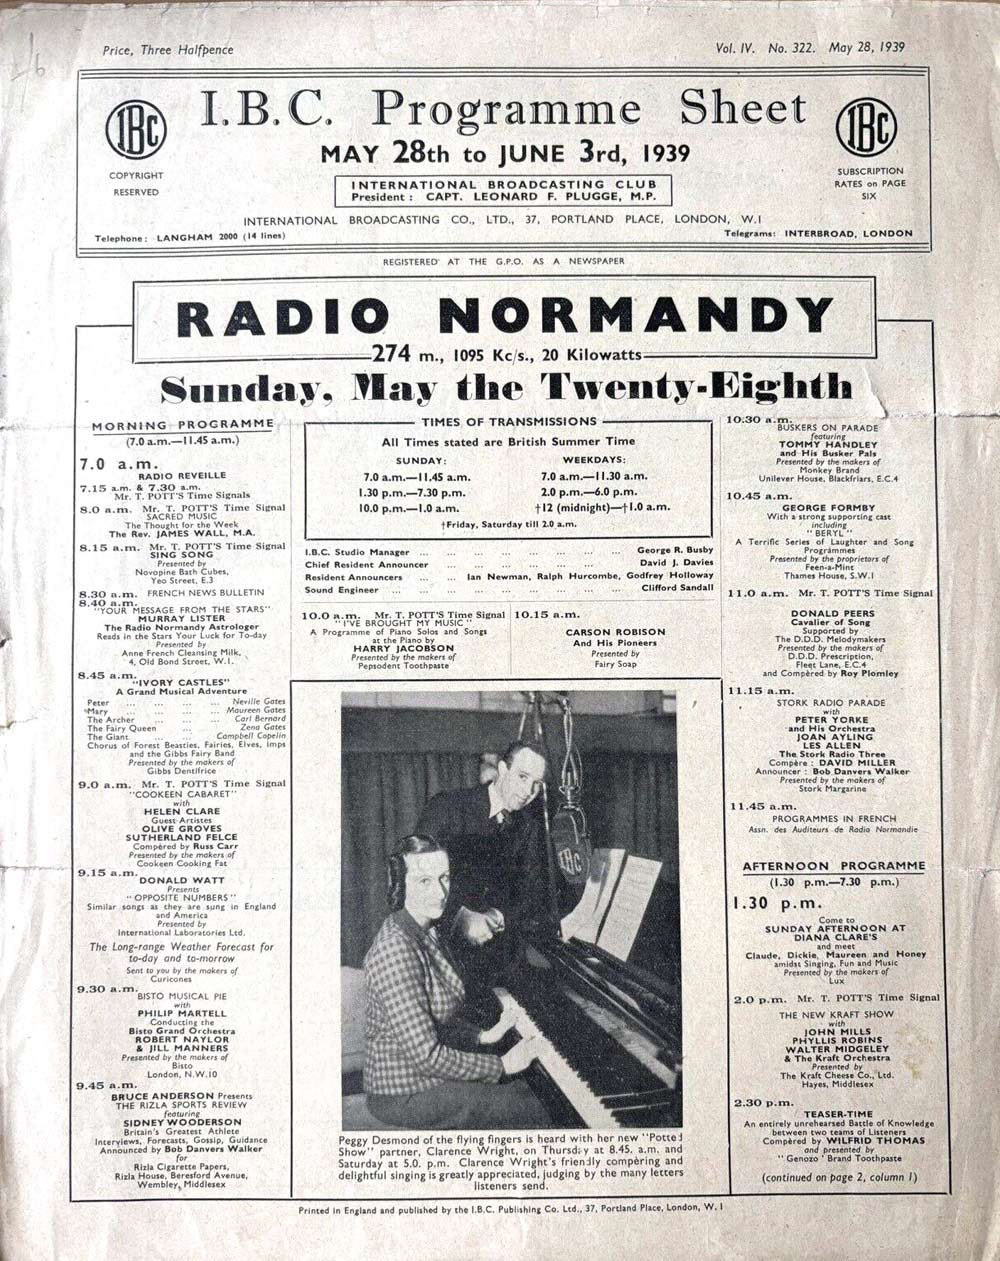 Price, Three Halfpence
Vol. IV. No. 322. May 28, 1939
IBC
COPYRIGHT
RESERVED
I.B.C. Programme Sheet
MAY 28th to JUNE 3rd, 1939
INTERNATIONAL BROADCASTING CLUB
President : CAPT. LEONARD F. PLUGGE, M.P.
IBC
SUBSCRIPTION
RATES on PAGE
SIX
INTERNATIONAL BROADCASTING CO., LTD., 37, PORTLAND PLACE, LONDON, W.1
Telephone : LANGHAM 2000 (14 lines)
Telegrams: INTERBROAD, LONDON
REGISTERED AT THE G.P.O. AS A NEWSPAPER
RADIO NORMANDY
274 m., 1095 Kc/s., 20 Kilowatts
Sunday, May the Twenty-Eighth
MORNING PROGRAMME
(7.0 a.m.—11.45 a.m.)
7.0 a.m.
RADIO REVEILLE
7.15 a.m. & 7.30 a.m.
Mr. T. POTT'S Time Signals
8.0 a.m. Mr. T. POTT'S Time Signal
SACRED MUSIC
The Thought for the Week
The Rev. JAMES WALL, M.A.
8.15 a.m. Mr. T. POTT'S Time Signal
SING SONG
Presented by
Novopine Bath Cubes,
Yeo Street, E.3
8.30 a.m. FRENCH NEWS BULLETIN
8.40 a.m.
"YOUR MESSAGE FROM THE STARS"
MURRAY LISTER
The Radio Normandy Astrologer
Reads in the Stars Your Luck for To-day
Presented by
Anne French Cleansing Milk,
4, Old Bond Street, W.1.
8.45 a.m.
"IVORY CASTLES"
A Grand Musical Adventure
Peter ... ... ... ... Neville Gates
Mary ... ... ... ... Maureen Gates
The Archer ... ... ... Carl Bernard
The Fairy Queen ... ... Zena Gates
The Giant ... ... Campbell Copelin
Chorus of Forest Beasties, Fairies, Elves, Imps
and the Gibbs Fairy Band
Presented by the makers of
Gibbs Dentifrice
9.0 a.m. Mr. T. POTT'S Time Signal
"COOKEEN CABARET"
with
HELEN CLARE
Guest Artistes
OLIVE GROVES
SUTHERLAND FELCE
Compèred by Russ Carr
Presented by the makers of
Cookeen Cooking Fat
9.15 a.m.
DONALD WATT
Presents
"OPPOSITE NUMBERS"
Similar songs as they are sung in England
and America
Presented by
International Laboratories Ltd.
The Long-range Weather Forecast for
to-day and to-morrow
Sent to you by the makers of
Curicones
9.30 a.m.
BISTO MUSICAL PIE
with
PHILIP MARTELL
Conducting the
Bisto Grand Orchestra
ROBERT NAYLOR
& JILL MANNERS
Presented by the makers of
Bisto
London, N.W.10
9.45 a.m.
BRUCE ANDERSON Presents
THE RIZLA SPORTS REVIEW
featuring
SIDNEY WOODERSON
Britain's Greatest Athlete
Interviews, Forecasts, Gossip, Guidance
Announced by Bob Danvers Walker
for
Rizla Cigarette Papers,
Rizla House, Beresford Avenue,
Wembley, Middlesex
TIMES OF TRANSMISSIONS
All Times stated are British Summer Time
SUNDAY:
7.0 a.m.—11.45 a.m.
1.30 p.m.—7.30 p.m.
10.0 p.m.—1.0 a.m.
WEEKDAYS:
7.0 a.m.—11.30 a.m.
2.0 p.m.—6.0 p.m.
†12 (midnight)—†1.0 a.m.
†Friday, Saturday till 2.0 a.m.
I.B.C. Studio Manager ... ... ... ... ... ... ... George R. Busby
Chief Resident Announcer ... ... ... ... ... ... David J. Davies
Resident Announcers ... ... Ian Newman, Ralph Hurcombe, Godfrey Holloway
Sound Engineer ... ... ... ... ... ... ... ... Clifford Sandall
10.0 a.m. Mr. T. POTT'S Time Signal
"I'VE BROUGHT MY MUSIC"
A Programme of Piano Solos and Songs
at the Piano by
HARRY JACOBSON
Presented by the makers of
Pepsodent Toothpaste
10.15 a.m.
CARSON ROBISON
And His Pioneers
Presented by
Fairy Soap
IBC
Peggy Desmond of the flying fingers is heard with her new "Potted
Show" partner, Clarence Wright, on Thursday at 8.45. a.m. and
Saturday at 5.0. p.m. Clarence Wright's friendly compèring and
delightful singing is greatly appreciated, judging by the many letters
listeners send.
10.30 a.m.
BUSKERS ON PARADE
featuring
TOMMY HANDLEY
and His Busker Pals
Presented by the makers of
Monkey Brand
Unilever House, Blackfriars, E.C.4
10.45 a.m.
GEORGE FORMBY
With a strong supporting cast
including
"BERYL"
A Terrific Series of Laughter and Song
Programmes
Presented by the proprietors of
Feen-a-Mint
Thames House, S.W.1
11.0 a.m. Mr. T. POTT'S Time Signal
DONALD PEERS
Cavalier of Song
Supported by
The D.D.D. Melodymakers
Presented by the makers of
D.D.D. Prescription,
Fleet Lane, E.C.4
and Compèred by Roy Plomley
11.15 a.m.
STORK RADIO PARADE
with
PETER YORKE
and His Orchestra
JOAN AYLING
LES ALLEN
The Stork Radio Three
Compère : DAVID MILLER
Announcer : Bob Danvers Walker
Presented by the makers of
Stork Margarine
11.45 a.m.
PROGRAMMES IN FRENCH
Assn. des Auditeurs de Radio Normandie
AFTERNOON PROGRAMME
(1.30 p.m.—7.30 p.m.)
1.30 p.m.
Come to
SUNDAY AFTERNOON AT
DIANA CLARE'S
and meet
Claude, Dickie, Maureen and Honey
amidst Singing, Fun and Music
Presented by the makers of
Lux
2.0 p.m. Mr. T. POTT'S Time Signal
THE NEW KRAFT SHOW
with
JOHN MILLS
PHYLLIS ROBINS
WALTER MIDGELEY
& The Kraft Orchestra
Presented by
The Kraft Cheese Co., Ltd.
Hayes, Middlesex
2.30 p.m.
TEASER-TIME
An entirely unrehearsed Battle of Knowledge
between two teams of Listeners
Compèred by WILFRID THOMAS
and presented by
"Genozo' Brand Toothpaste
(continued on page 2, column 1)
Printed in England and published by the I.B.C. Publishing Co. Ltd., 37, Portland Place, London, W.1